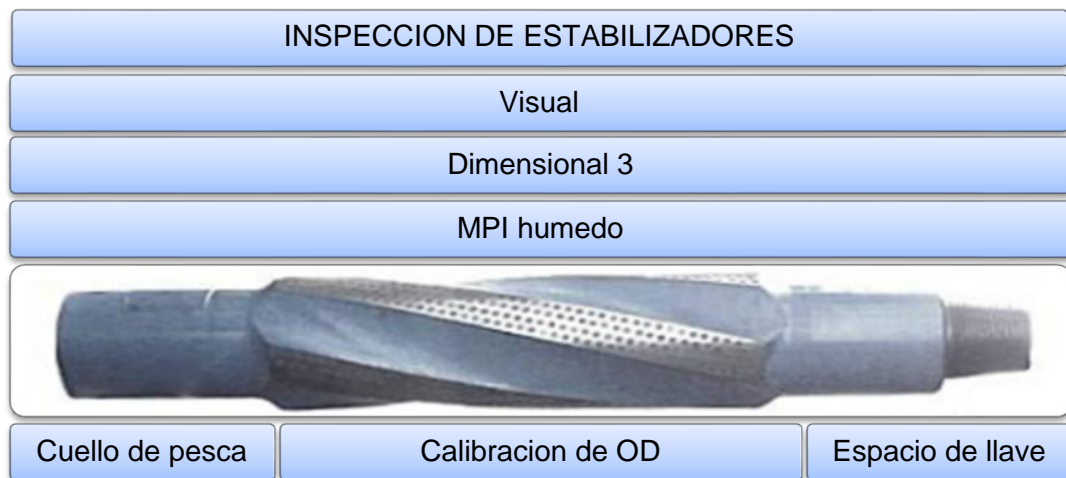 INSPECCION DE ESTABILIZADORES
Visual
Dimensional 3
MPI humedo
Cuello de pesca
Calibracion de OD
Espacio de llave